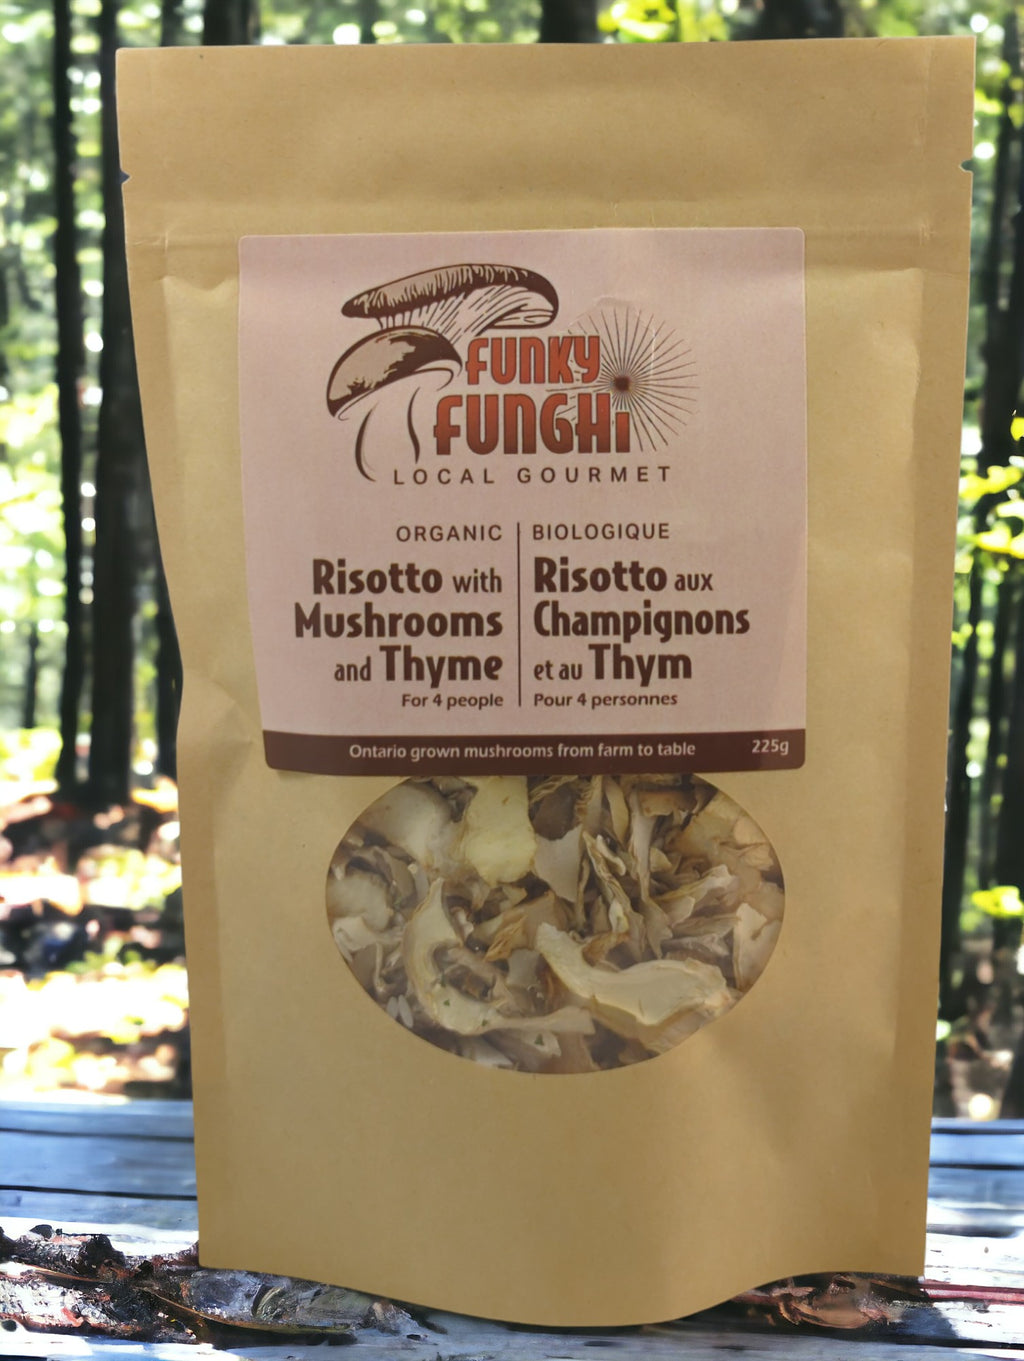 FUNKY
FUNGHi
LOCAL GOURMET
ORGANIC
Risotto with
Mushrooms
and Thyme
For 4 people
BIOLOGIQUE
Risotto aux
Champignons
et au Thym
Pour 4 personnes
Ontario grown mushrooms from farm to table
225g